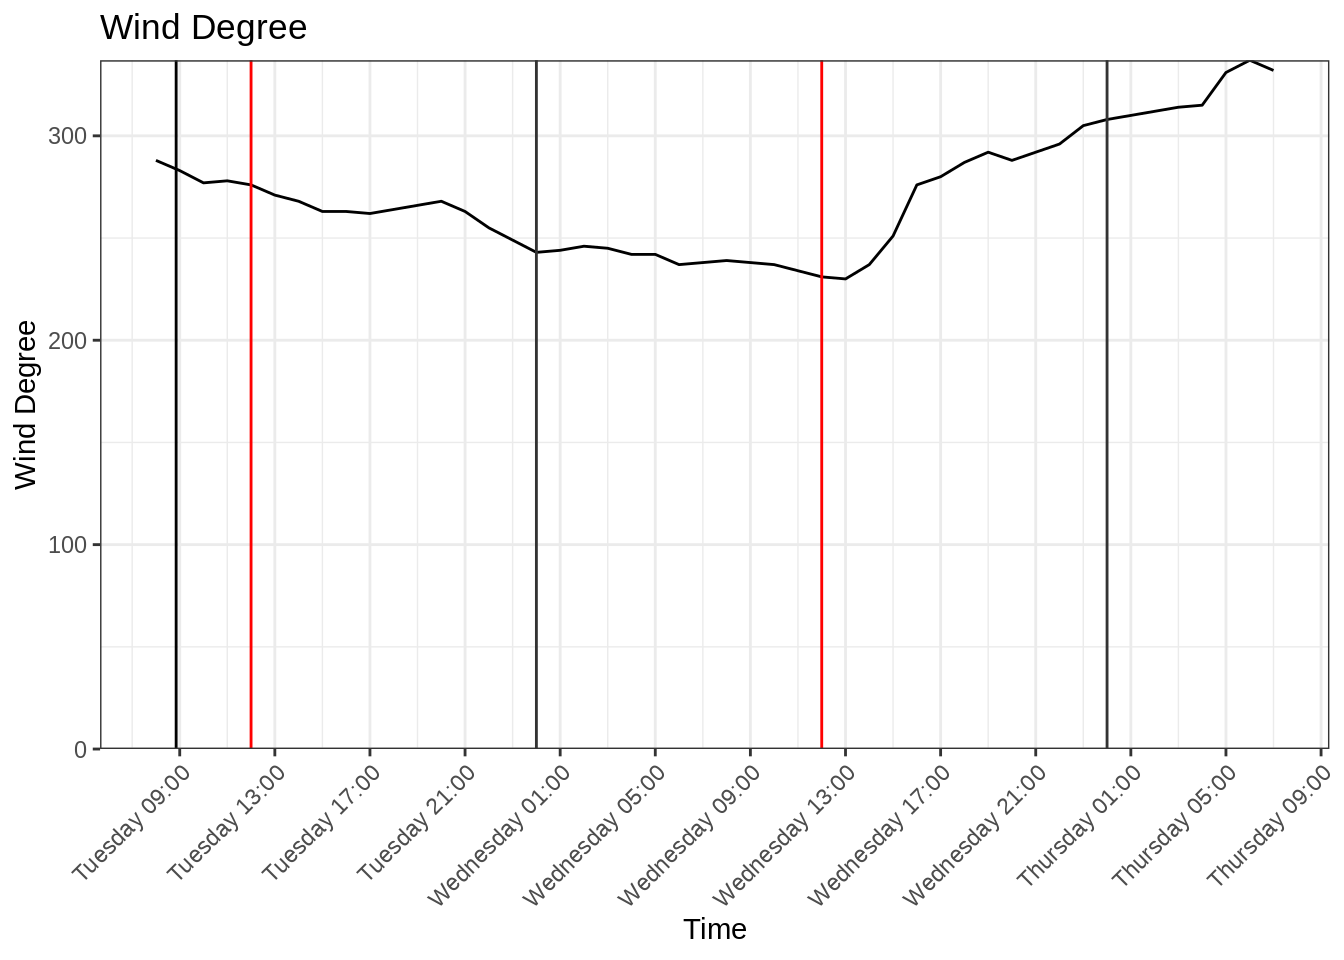 Wind Degree
Wind Degree
300
200
100
0
Tuesday 09:00
Tuesday 13:00
Tuesday 17:00
Tuesday 21:00
Wednesday 01:00
Wednesday 05:00
Wednesday 09:00
Wednesday 13:00
Wednesday 17:00
Wednesday 21:00
Thursday 01:00
Thursday 05:00
Thursday 09:00
Time